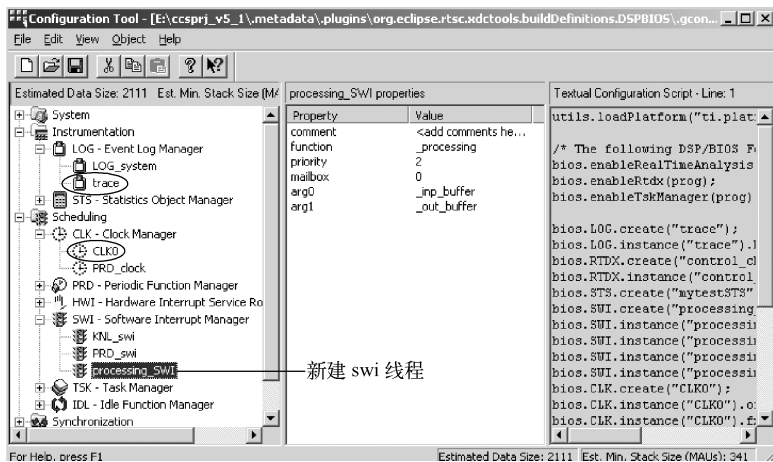 Configuration Tool - [E:\ccsprj_v5_1\.metadata\.plugins\org.eclipse.rtsc.xdctools.buildDefinitions.DSPBIOS\.gcon...
File Edit View Object Help
Estimated Data Size: 2111 Est. Min. Stack Size (MA
processing_SWI properties
Textual Configuration Script - Line: 1
System
Instrumentation
LOG - Event Log Manager
LOG_system
trace
STS - Statistics Object Manager
Scheduling
CLK - Clock Manager
CLK0
PRD_clock
PRD - Periodic Function Manager
HWI - Hardware Interrupt Service Ro
SWI - Software Interrupt Manager
KNL_swi
PRD_swi
processing_SWI
TSK - Task Manager
IDL - Idle Function Manager
Synchronization
Property Value
comment <add comments he...
function _processing
priority 2
mailbox 0
arg0 _inp_buffer
arg1 _out_buffer
新建 swi 线程
utils.loadPlatform("ti.plat
/* The following DSP/BIOS F
bios.enableRealTimeAnalysis
bios.enableRtdx(prog);
bios.enableTskManager(prog)
bios.LOG.create("trace");
bios.LOG.instance("trace").
bios.RTDX.create("control_c
bios.RTDX.instance("control
bios.STS.create("mytestSTS"
bios.SWI.create("processing
bios.SWI.instance("processi
bios.SWI.instance("processi
bios.SWI.instance("processi
bios.SWI.instance("processi
bios.CLK.create("CLK0");
bios.CLK.instance("CLK0").o
bios.CLK.instance("CLK0").f
For Help, press F1
Estimated Data Size: 2111 Est. Min. Stack Size (MAUs): 341